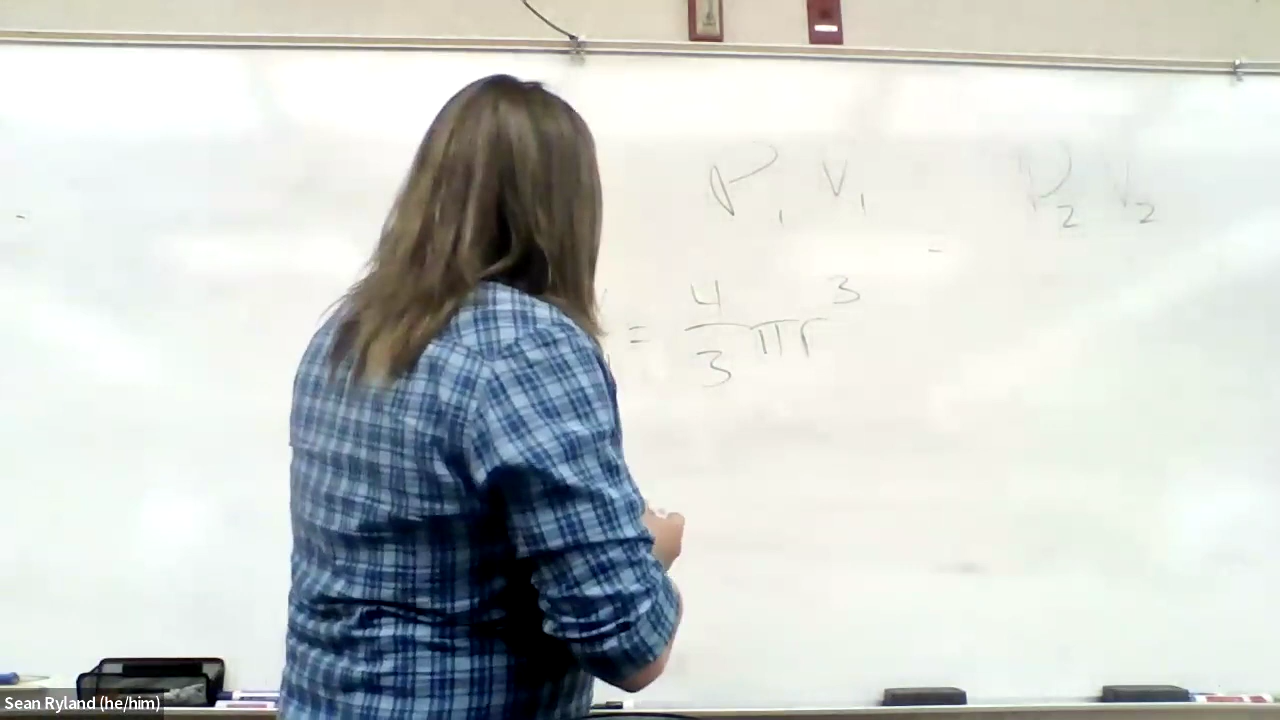 P₁ V₁ = P₂ V₂
= 4/3 πr³
Sean Ryland (he/him)